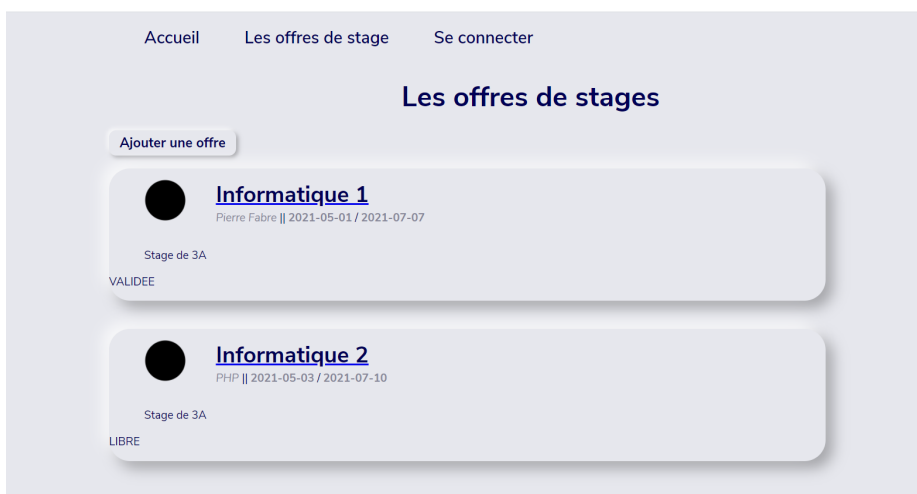 Accueil Les offres de stage Se connecter
Les offres de stages
Ajouter une offre
Informatique 1
Pierre Fabre || 2021-05-01 / 2021-07-07
Stage de 3A
VALIDEE
Informatique 2
PHP || 2021-05-03 / 2021-07-10
Stage de 3A
LIBRE